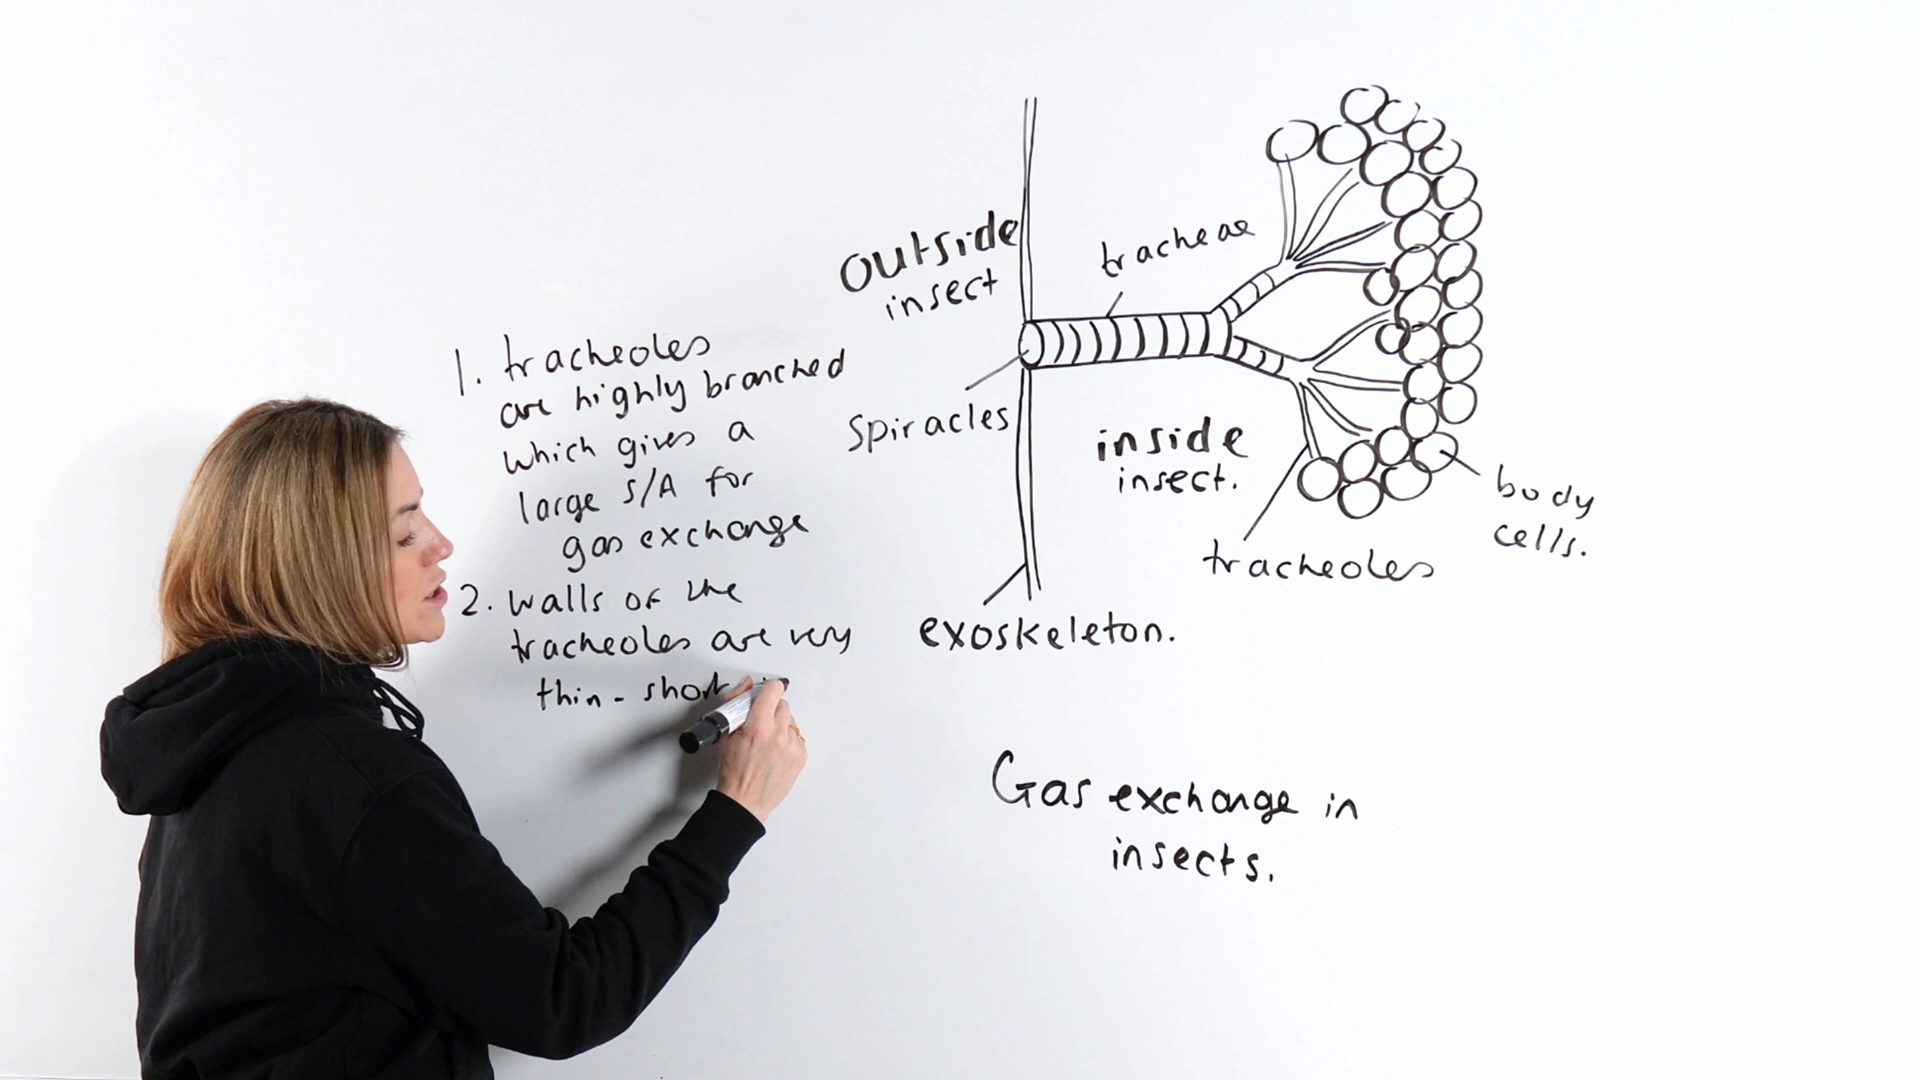 1. tracheoles
are highly branched
which gives a
large S/A for
gas exchange
2. walls of the
tracheoles are very
thin - short
outside
insect
tracheae
Spiracles
inside
insect.
body
cells.
tracheoles
exoskeleton.
Gas exchange in
insects.